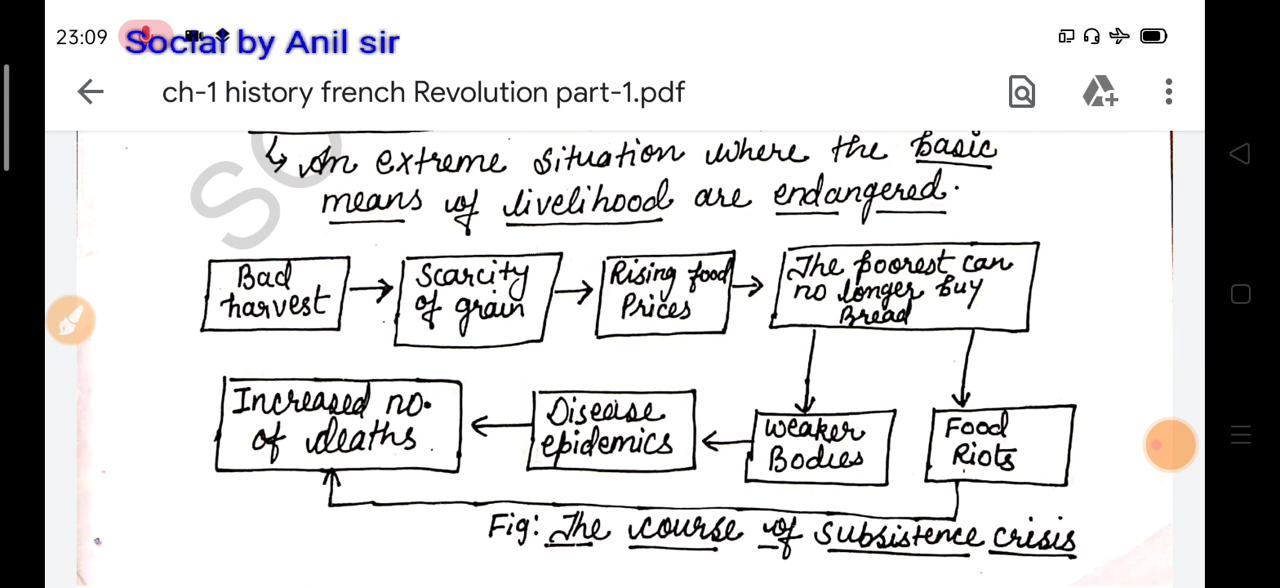 23:09
Social by Anil sir
ch-1 history french Revolution part-1.pdf
↳ An extreme situation where the basic
means of livelihood are endangered.
Bad
harvest
Scarcity
of grain
Rising food
Prices
The poorest can
no longer buy
Bread
Increased no.
of deaths
Disease
epidemics
Weaker
Bodies
Food
Riots
Fig: The course of subsistence crisis